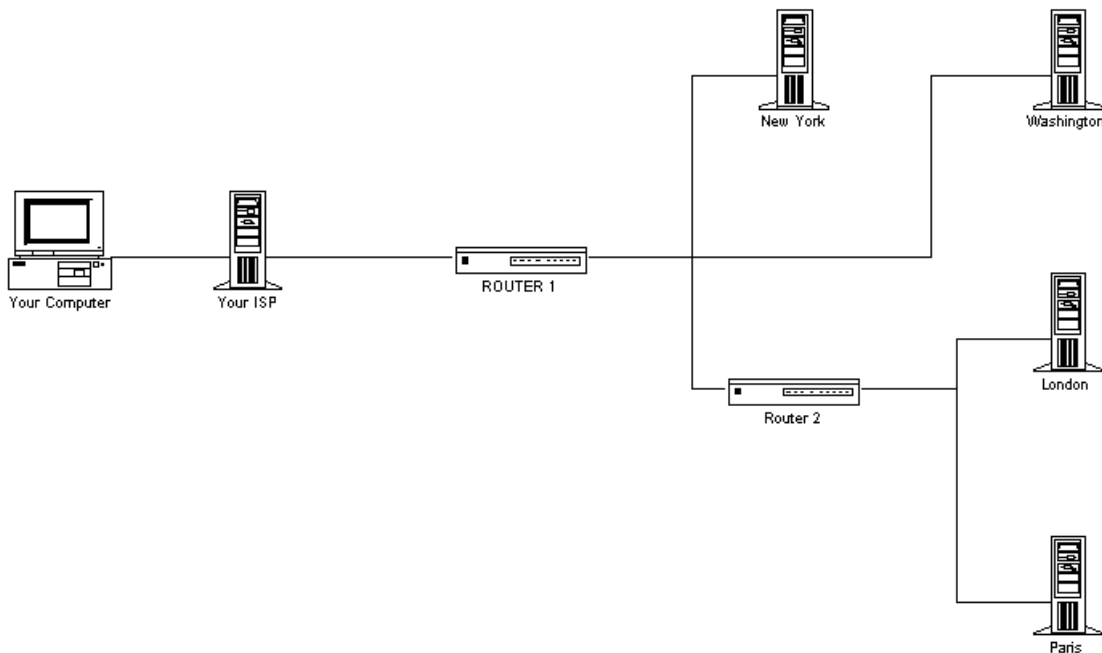 New York
Washington
Your Computer
Your ISP
ROUTER 1
London
Router 2
Paris